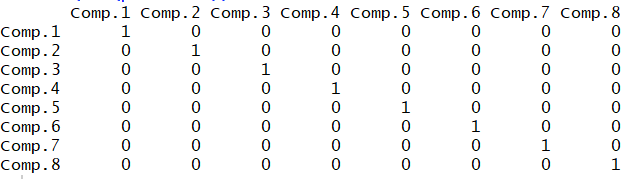 Comp.1 Comp.2 Comp.3 Comp.4 Comp.5 Comp.6 Comp.7 Comp.8
Comp.1 1 0 0 0 0 0 0 0
Comp.2 0 1 0 0 0 0 0 0
Comp.3 0 0 1 0 0 0 0 0
Comp.4 0 0 0 1 0 0 0 0
Comp.5 0 0 0 0 1 0 0 0
Comp.6 0 0 0 0 0 1 0 0
Comp.7 0 0 0 0 0 0 1 0
Comp.8 0 0 0 0 0 0 0 1